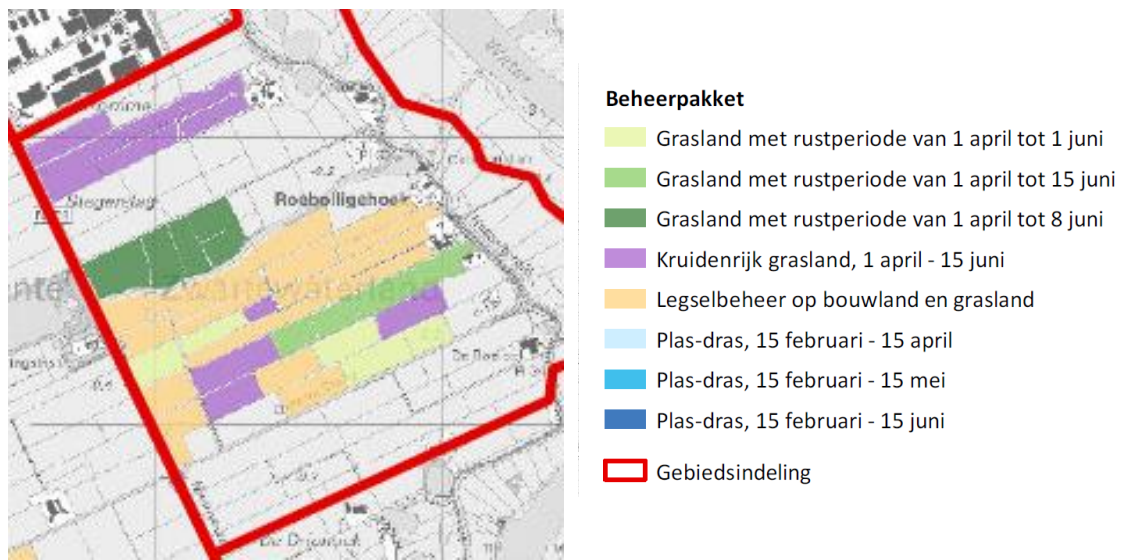 Stegerslag
Roebolligehoek
Zwartewaterland
Beheerpakket
Grasland met rustperiode van 1 april tot 1 juni
Grasland met rustperiode van 1 april tot 15 juni
Grasland met rustperiode van 1 april tot 8 juni
Kruidenrijk grasland, 1 april - 15 juni
Legselbeheer op bouwland en grasland
Plas-dras, 15 februari - 15 april
Plas-dras, 15 februari - 15 mei
Plas-dras, 15 februari - 15 juni
Gebiedsindeling